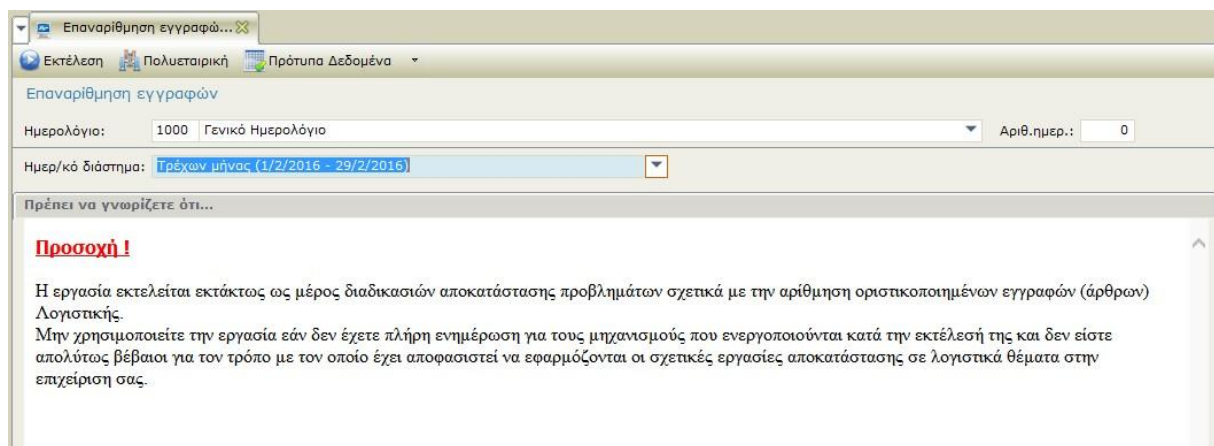 Επαναρίθμηση εγγραφώ...
Εκτέλεση Πολυεταιρική Πρότυπα Δεδομένα
Επαναρίθμηση εγγραφών
Ημερολόγιο: 1000 Γενικό Ημερολόγιο Αριθ.ημερ.: 0
Ημερ/κό διάστημα: Τρέχων μήνας (1/2/2016 - 29/2/2016)
Πρέπει να γνωρίζετε ότι...
Προσοχή !
Η εργασία εκτελείται εκτάκτως ως μέρος διαδικασιών αποκατάστασης προβλημάτων σχετικά με την αρίθμηση οριστικοποιημένων εγγραφών (άρθρων)
Λογιστικής.
Μην χρησιμοποιείτε την εργασία εάν δεν έχετε πλήρη ενημέρωση για τους μηχανισμούς που ενεργοποιούνται κατά την εκτέλεσή της και δεν είστε
απολύτως βέβαιοι για τον τρόπο με τον οποίο έχει αποφασιστεί να εφαρμόζονται οι σχετικές εργασίες αποκατάστασης σε λογιστικά θέματα στην
επιχείριση σας.